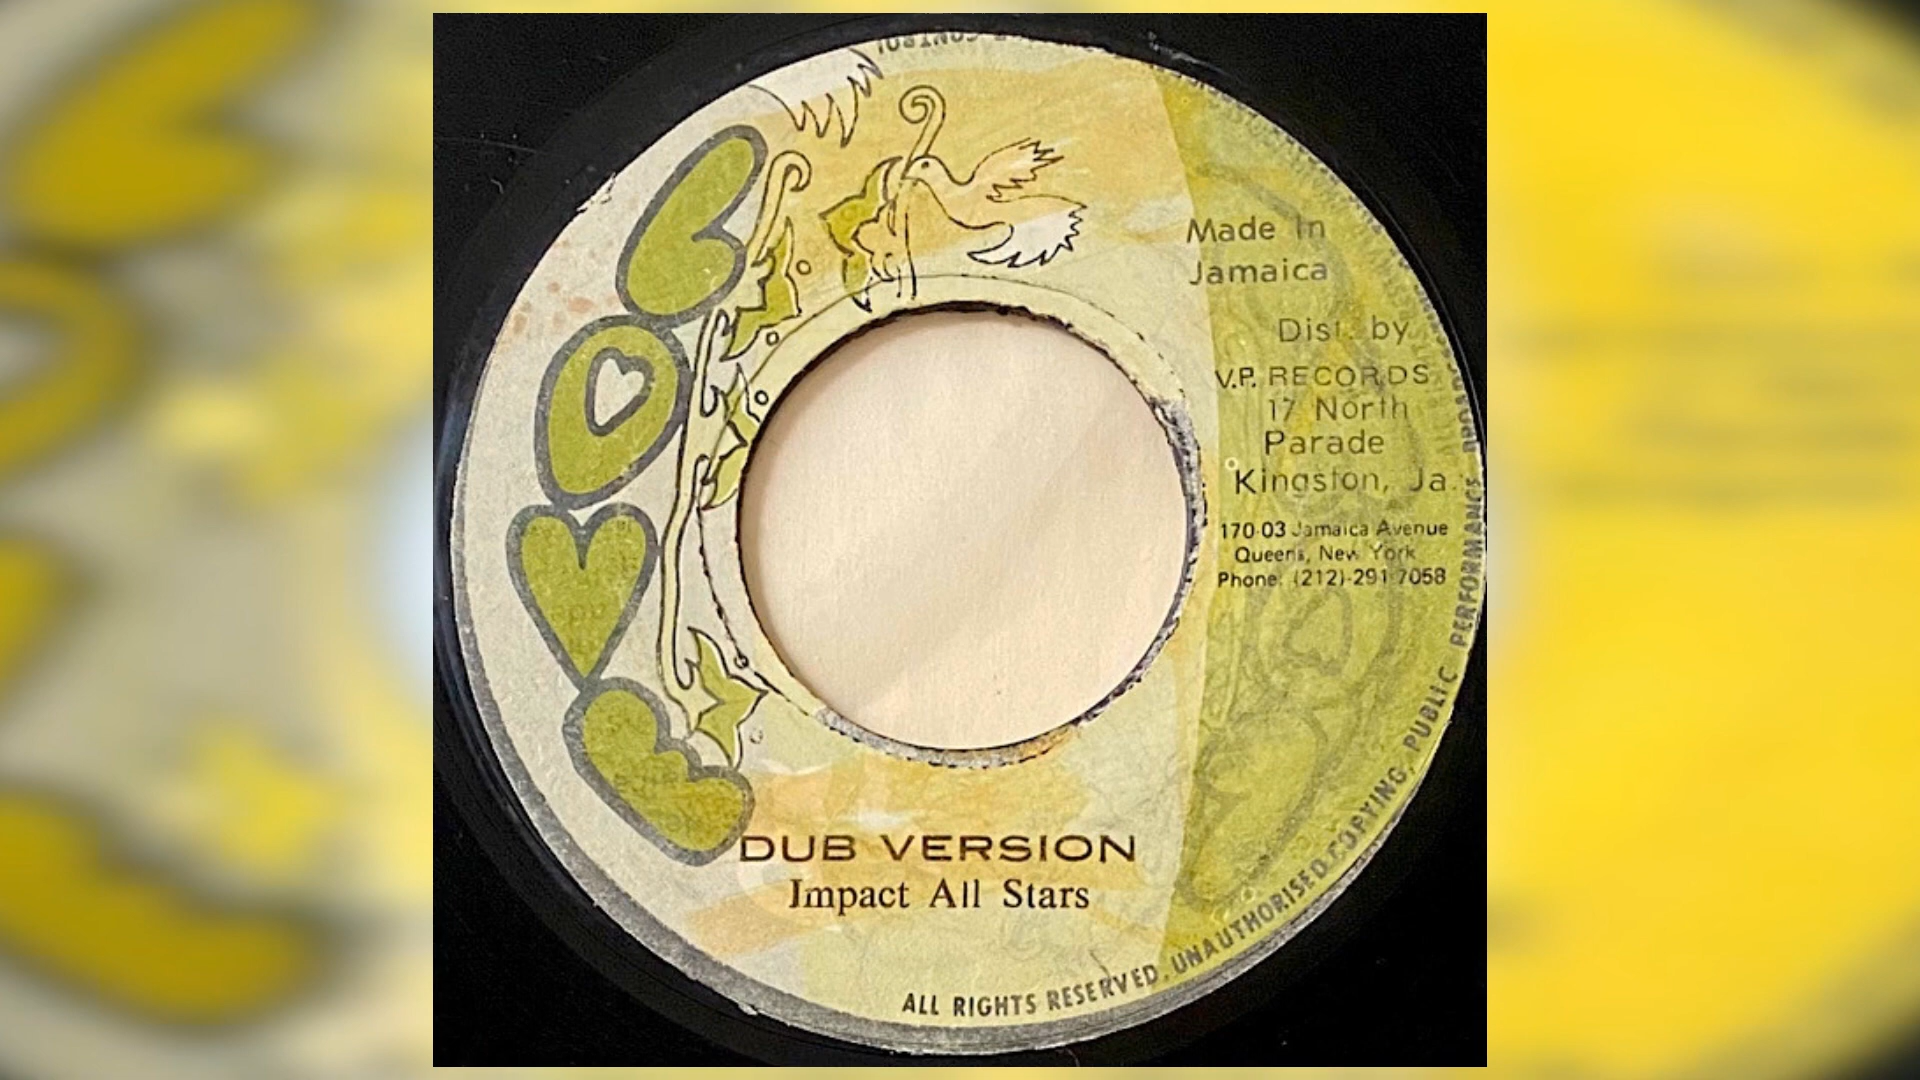 LOVE
Made In
Jamaica
Dist. by
V.P. RECORDS
17 North
Parade
Kingston, Ja.
170-03 Jamaica Avenue
Queens, New York
Phone: (212)-291-7058
DUB VERSION
Impact All Stars
ALL RIGHTS RESERVED. UNAUTHORISED COPYING, PUBLIC PERFORMANCE